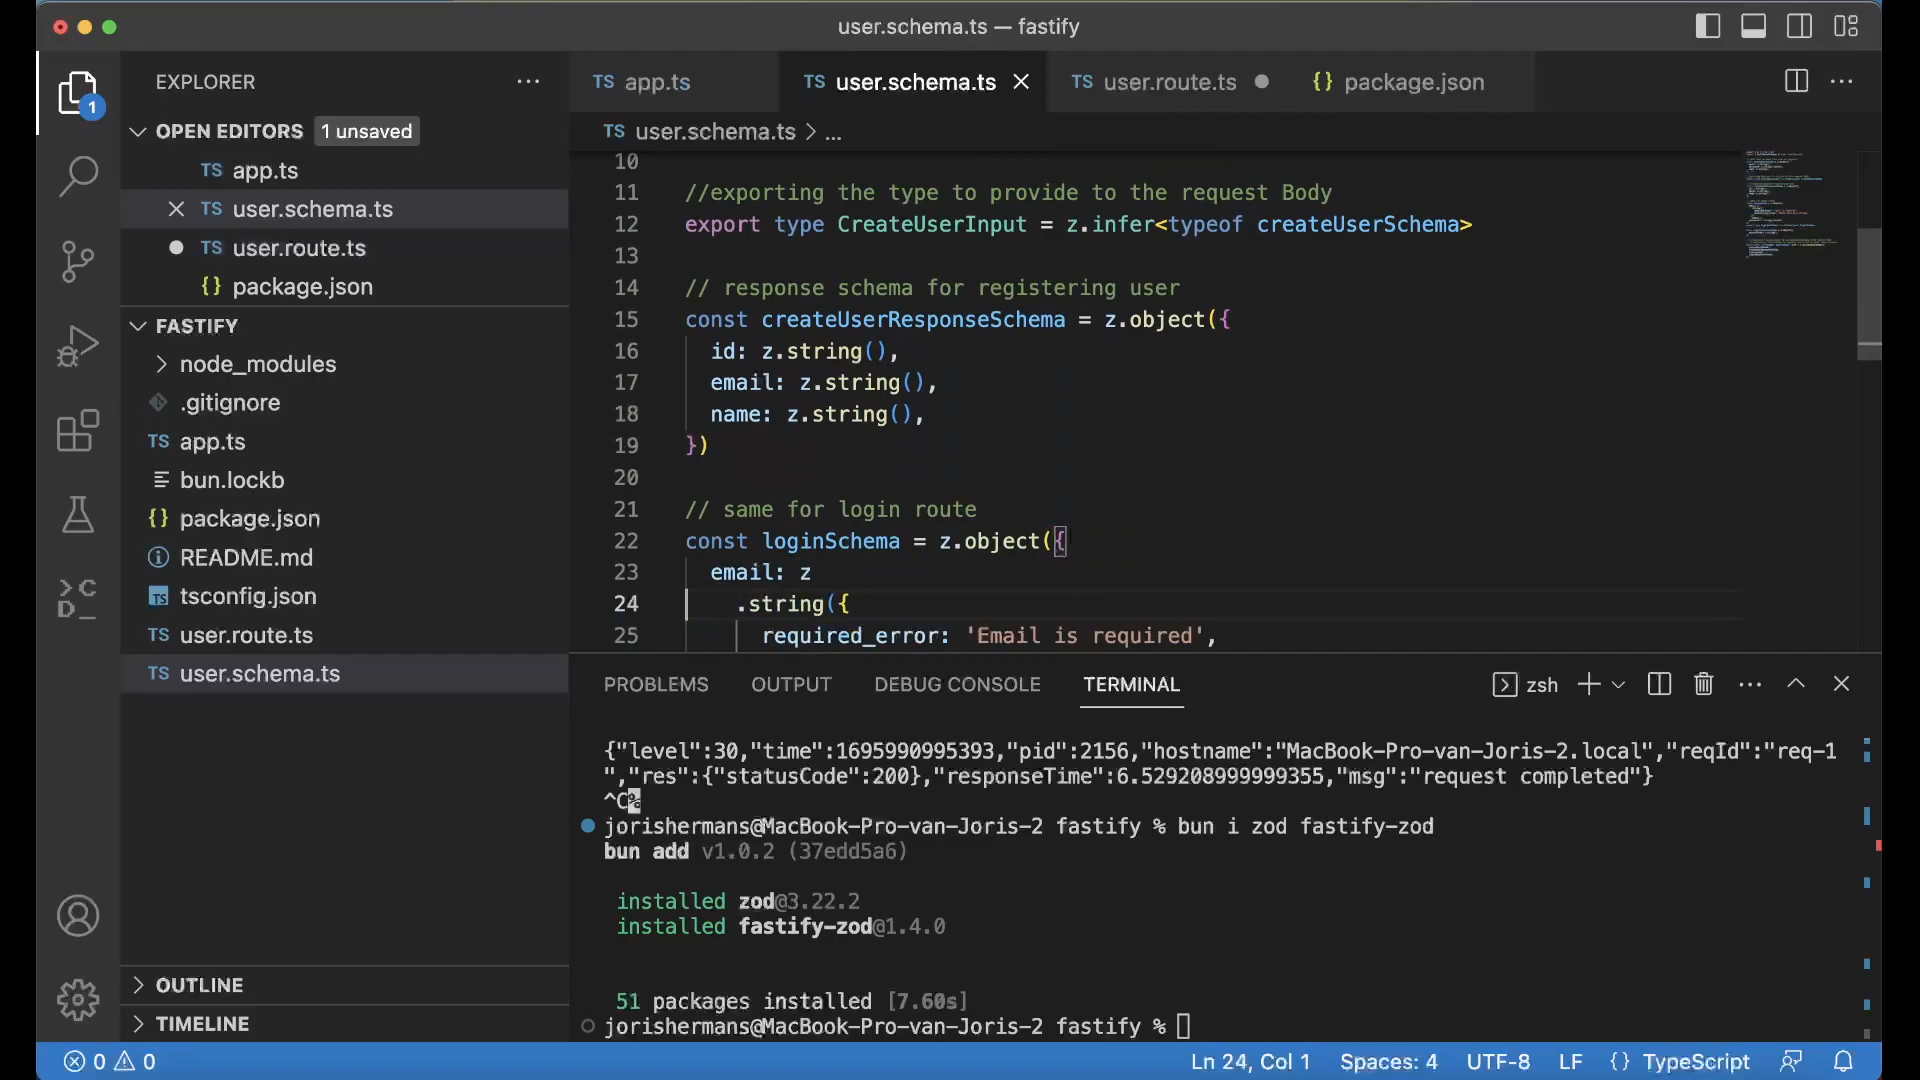 user.schema.ts — fastify
EXPLORER
1
OPEN EDITORS 1 unsaved
TS app.ts
TS user.schema.ts
TS user.route.ts
{} package.json
FASTIFY
node_modules
.gitignore
TS app.ts
bun.lockb
{} package.json
README.md
TS tsconfig.json
TS user.route.ts
TS user.schema.ts
OUTLINE
TIMELINE
TS app.ts TS user.schema.ts TS user.route.ts {} package.json
TS user.schema.ts > ...
10
11 //exporting the type to provide to the request Body
12 export type CreateUserInput = z.infer<typeof createUserSchema>
13
14 // response schema for registering user
15 const createUserResponseSchema = z.object({
16 id: z.string(),
17 email: z.string(),
18 name: z.string(),
19 })
20
21 // same for login route
22 const loginSchema = z.object({
23 email: z
24 .string({
25 required_error: 'Email is required',
PROBLEMS OUTPUT DEBUG CONSOLE TERMINAL zsh
{"level":30,"time":1695990995393,"pid":2156,"hostname":"MacBook-Pro-van-Joris-2.local","reqId":"req-1
","res":{"statusCode":200},"responseTime":6.529208999999355,"msg":"request completed"}
^C%
jorishermans@MacBook-Pro-van-Joris-2 fastify % bun i zod fastify-zod
bun add v1.0.2 (37edd5a6)
installed zod@3.22.2
installed fastify-zod@1.4.0
51 packages installed [7.60s]
jorishermans@MacBook-Pro-van-Joris-2 fastify %
0 0 Ln 24, Col 1 Spaces: 4 UTF-8 LF {} TypeScript